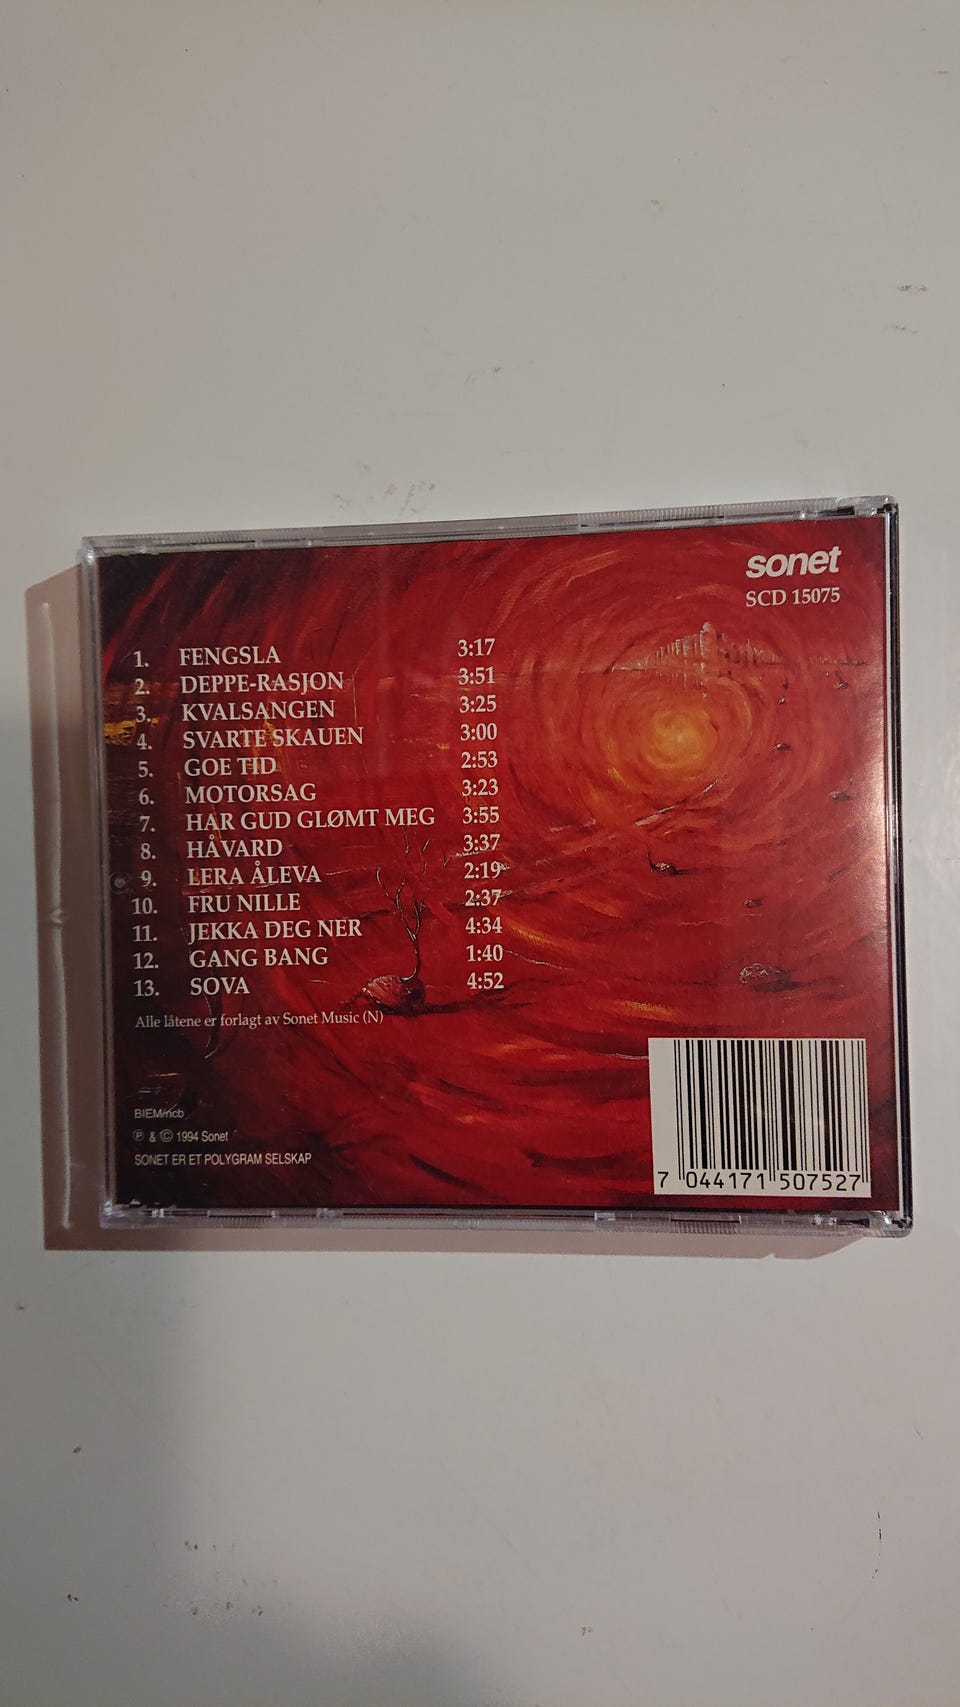 sonet
SCD 15075
1. FENGSLA 3:17
2. DEPPE-RASJON 3:51
3. KVALSANGEN 3:25
4. SVARTE SKAUEN 3:00
5. GOE TID 2:53
6. MOTORSAG 3:23
7. HAR GUD GLØMT MEG 3:55
8. HÅVARD 3:37
9. LERA ÅLEVA 2:19
10. FRU NILLE 2:37
11. JEKKA DEG NER 4:34
12. GANG BANG 1:40
13. SOVA 4:52
Alle låtene er forlagt av Sonet Music (N)
BIEM/ncb
℗ & © 1994 Sonet
SONET ER ET POLYGRAM SELSKAP
7 044171 507527